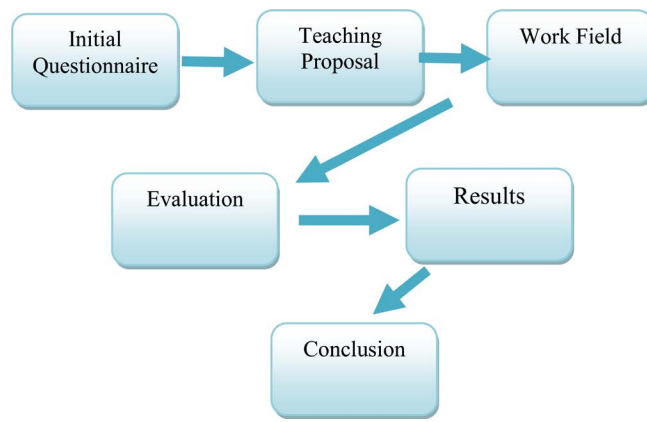 Initial
Questionnaire
Teaching
Proposal
Work Field
Evaluation
Results
Conclusion